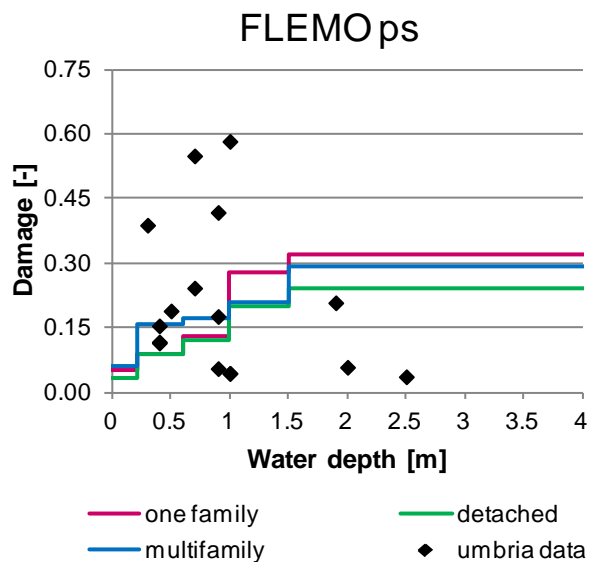 FLEMO ps
0.75
0.60
0.45
0.30
0.15
0.00
Damage [-]
0 0.5 1 1.5 2 2.5 3 3.5 4
Water depth [m]
one family detached
multifamily umbria data